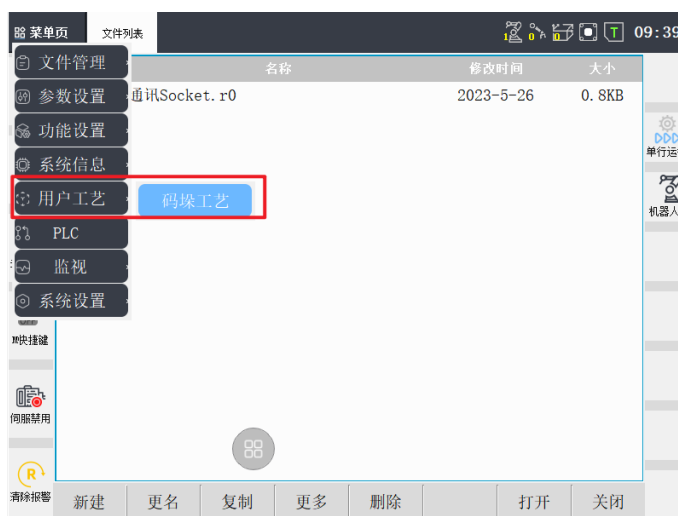 菜单页
文件列表
1
0
0
T
09:39
文件管理
参数设置
功能设置
系统信息
用户工艺
码垛工艺
PLC
监视
系统设置
名称
修改时间
大小
通讯Socket.r0
2023-5-26
0.8KB
单行运
机器人
快捷键
伺服禁用
R
清除报警
新建
更名
复制
更多
删除
打开
关闭